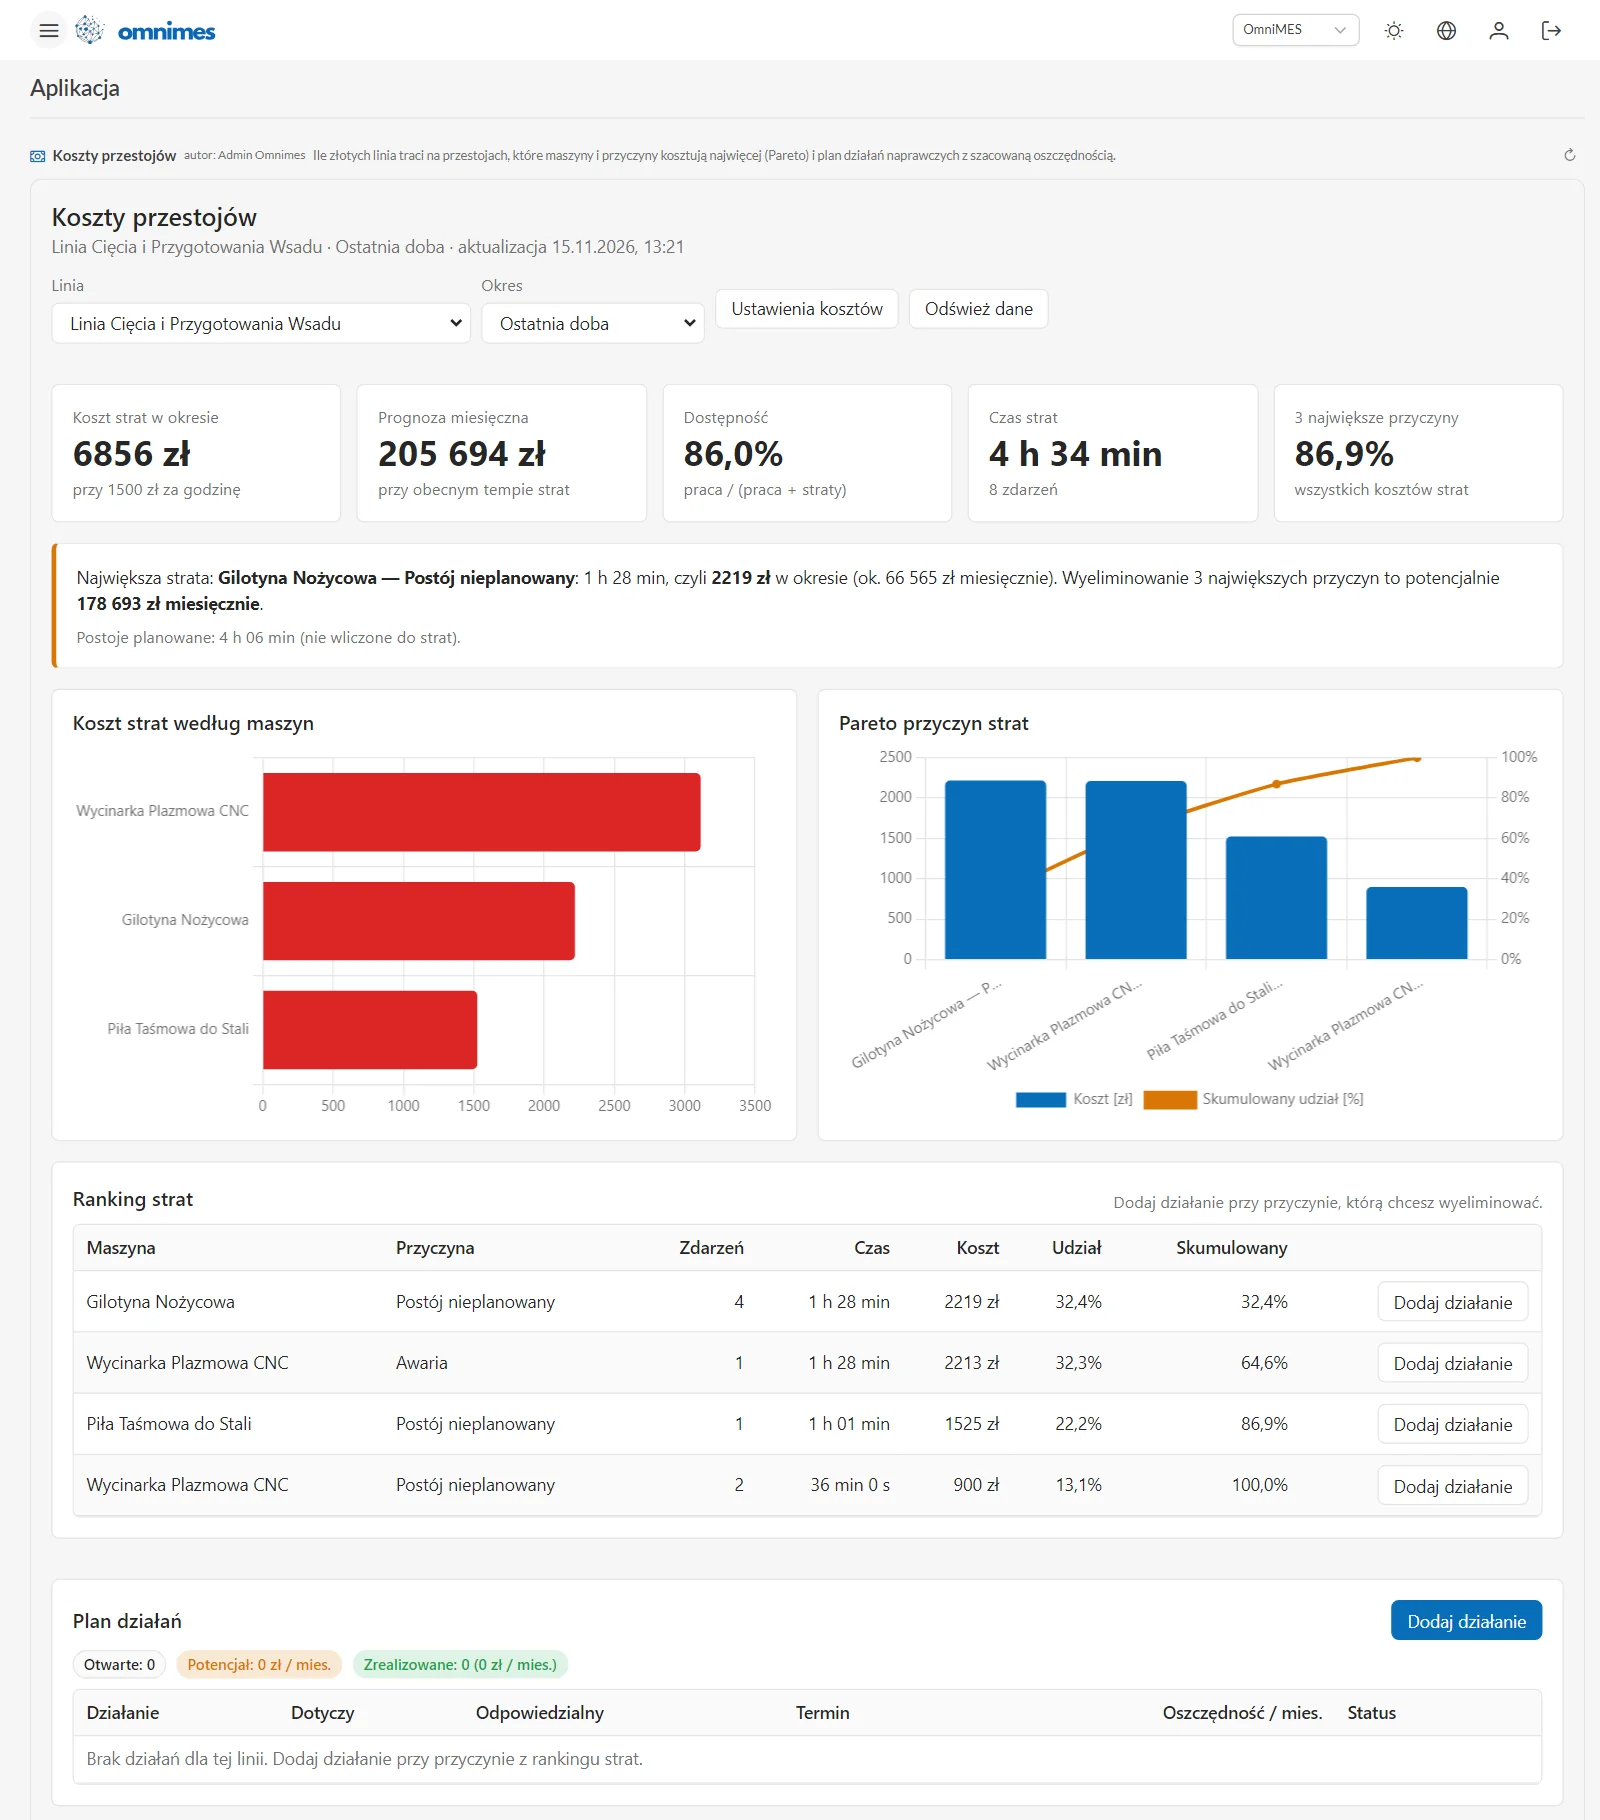 omnimes
OmniMES
Aplikacja
Koszty przestojów autor: Admin Omnimes Ile złotych linia traci na przestojach, które maszyny i przyczyny kosztują najwięcej (Pareto) i plan działań naprawczych z szacowaną oszczędnością.
Koszty przestojów
Linia Cięcia i Przygotowania Wsadu · Ostatnia doba · aktualizacja 15.11.2026, 13:21
Linia Okres
Linia Cięcia i Przygotowania Wsadu Ostatnia doba Ustawienia kosztów Odśwież dane
Koszt strat w okresie
6856 zł
przy 1500 zł za godzinę
Prognoza miesięczna
205 694 zł
przy obecnym tempie strat
Dostępność
86,0%
praca / (praca + straty)
Czas strat
4 h 34 min
8 zdarzeń
3 największe przyczyny
86,9%
wszystkich kosztów strat
Największa strata: Gilotyna Nożycowa — Postój nieplanowany: 1 h 28 min, czyli 2219 zł w okresie (ok. 66 565 zł miesięcznie). Wyeliminowanie 3 największych przyczyn to potencjalnie
178 693 zł miesięcznie.
Postoje planowane: 4 h 06 min (nie wliczone do strat).
Koszt strat według maszyn
Wycinarka Plazmowa CNC
Gilotyna Nożycowa
Piła Taśmowa do Stali
0 500 1000 1500 2000 2500 3000 3500
Pareto przyczyn strat
2500 100%
2000 80%
1500 60%
1000 40%
500 20%
0 0%
Gilotyna Nożycowa — P...
Wycinarka Plazmowa CN...
Piła Taśmowa do Stali...
Wycinarka Plazmowa CN...
Koszt [zł] Skumulowany udział [%]
Ranking strat
Dodaj działanie przy przyczynie, którą chcesz wyeliminować.
Maszyna Przyczyna Zdarzeń Czas Koszt Udział Skumulowany
Gilotyna Nożycowa Postój nieplanowany 4 1 h 28 min 2219 zł 32,4% 32,4% Dodaj działanie
Wycinarka Plazmowa CNC Awaria 1 1 h 28 min 2213 zł 32,3% 64,6% Dodaj działanie
Piła Taśmowa do Stali Postój nieplanowany 1 1 h 01 min 1525 zł 22,2% 86,9% Dodaj działanie
Wycinarka Plazmowa CNC Postój nieplanowany 2 36 min 0 s 900 zł 13,1% 100,0% Dodaj działanie
Plan działań Dodaj działanie
Otwarte: 0 Potencjał: 0 zł / mies. Zrealizowane: 0 (0 zł / mies.)
Działanie Dotyczy Odpowiedzialny Termin Oszczędność / mies. Status
Brak działań dla tej linii. Dodaj działanie przy przyczynie z rankingu strat.